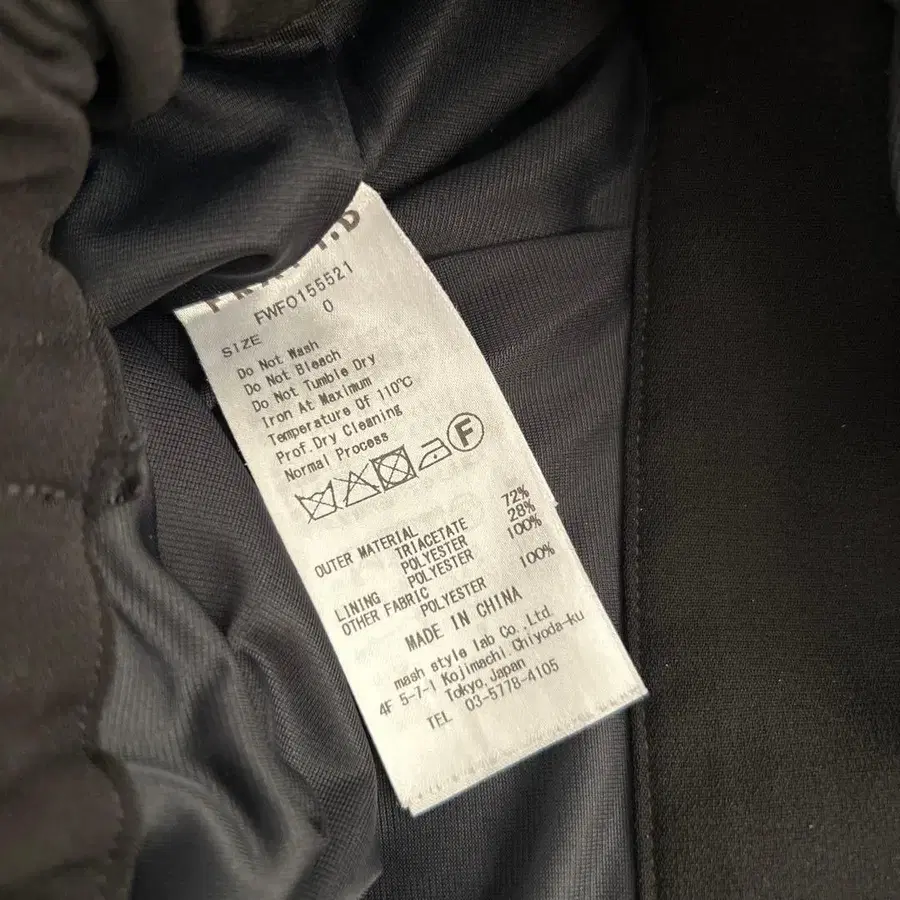 FRAY I.D
FWFO155521
SIZE 0
Do Not Wash
Do Not Bleach
Do Not Tumble Dry
Iron At Maximum
Temperature Of 110℃
Prof.Dry Cleaning
Normal Process
F
OUTER MATERIAL
TRIACETATE 72%
POLYESTER 28%
LINING POLYESTER 100%
OTHER FABRIC
POLYESTER 100%
MADE IN CHINA
mash style lab Co.,Ltd.
4F 5-7-1 Kojimachi.Chiyoda-ku
Tokyo,Japan
TEL 03-5778-4105